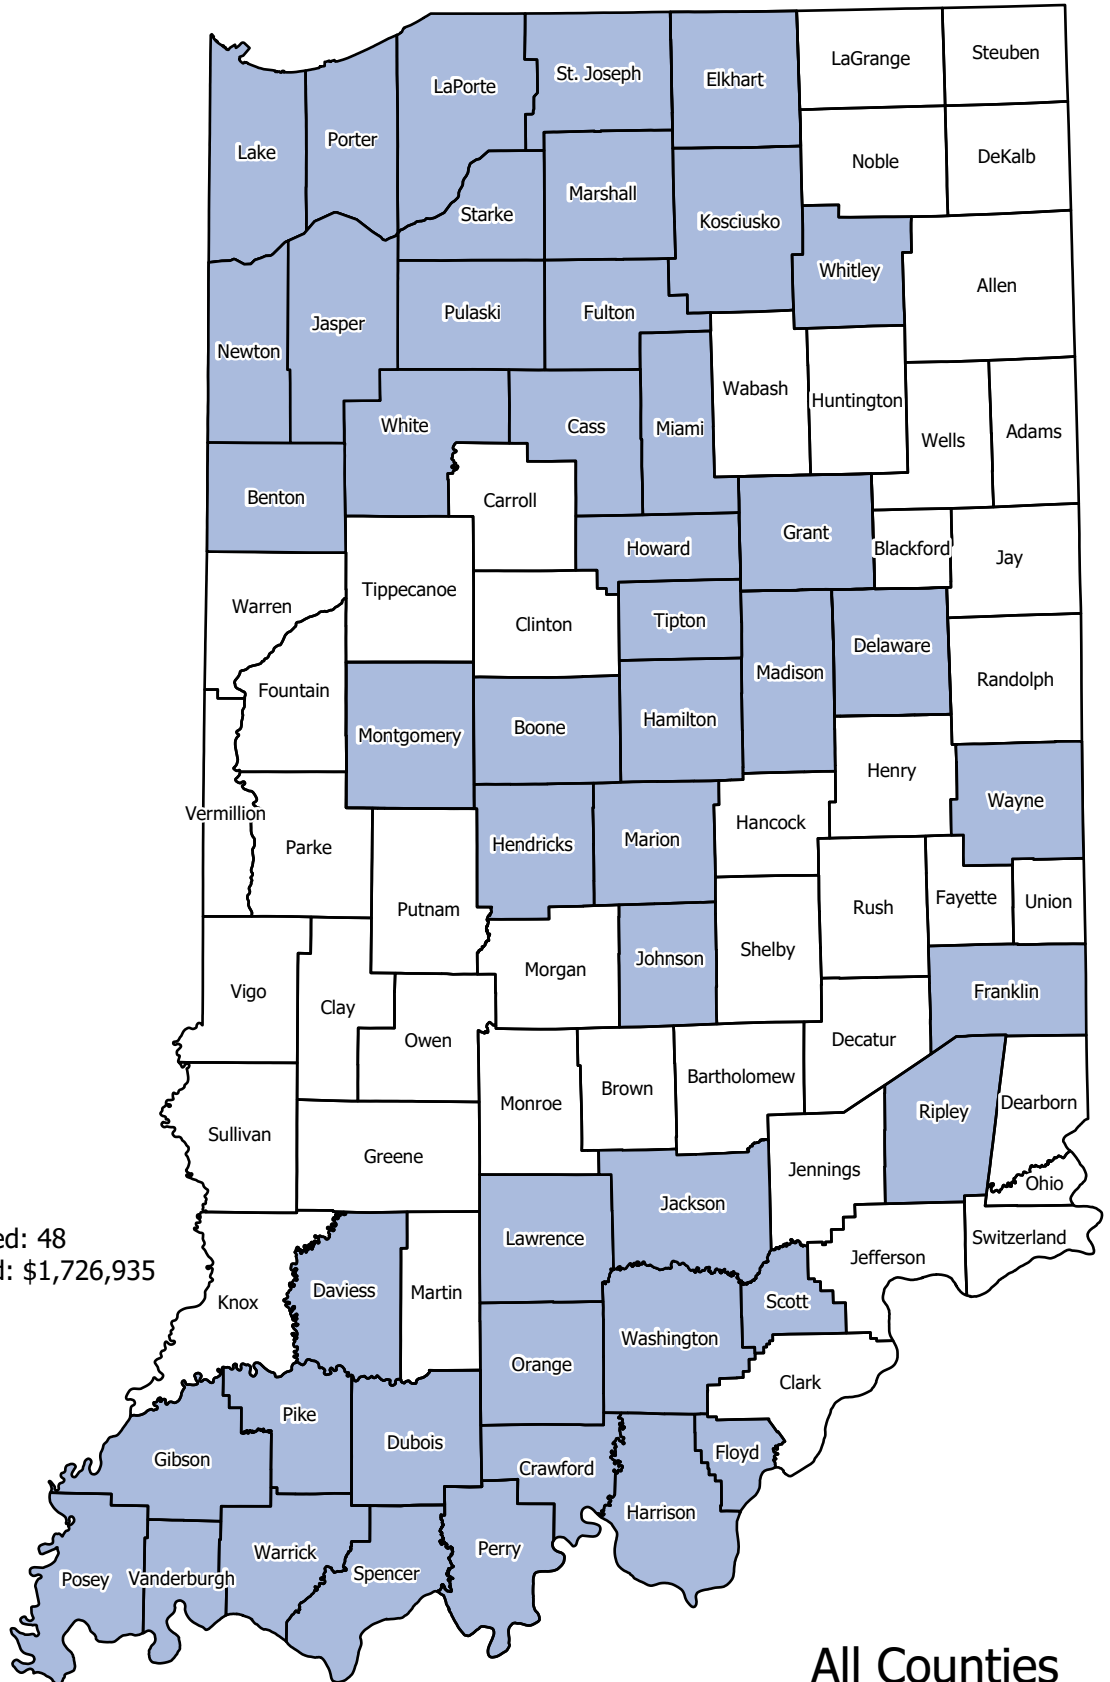 LaGrange
Steuben
St. Joseph
Elkhart
LaPorte
Porter
Lake
Noble
DeKalb
Marshall
Starke
Kosciusko
Whitley
Allen
Pulaski
Fulton
Jasper
Newton
Wabash
Huntington
White
Cass
Miami
Wells
Adams
Benton
Carroll
Grant
Howard
Blackford
Jay
Tippecanoe
Warren
Clinton
Tipton
Delaware
Madison
Randolph
Fountain
Montgomery
Boone
Hamilton
Henry
Wayne
Vermillion
Hancock
Parke
Hendricks
Marion
Putnam
Rush
Fayette
Union
Shelby
Johnson
Morgan
Vigo
Clay
Franklin
Owen
Decatur
Brown
Bartholomew
Monroe
Ripley
Dearborn
Sullivan
Greene
Jennings
Ohio
Jackson
Lawrence
Switzerland
ed: 48
Jefferson
d: $1,726,935
Daviess
Martin
Knox
Scott
Washington
Orange
Clark
Pike
Dubois
Gibson
Crawford
Floyd
Harrison
Perry
Warrick
Spencer
Posey
Vanderburgh
All Counties